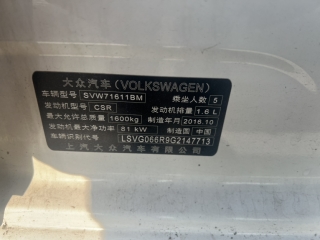 大众汽车(VOLKSWAGEN)
车辆型号 SVW71611BM 乘坐人数 5
发动机型号 CSR 发动机排量 1.6 L
最大允许总质量 1600kg 制造年月 2016.10
发动机最大净功率 81 kW 制造国 中国
车辆识别代号 LSVG066R9G2147713
上汽大众汽车有限公司